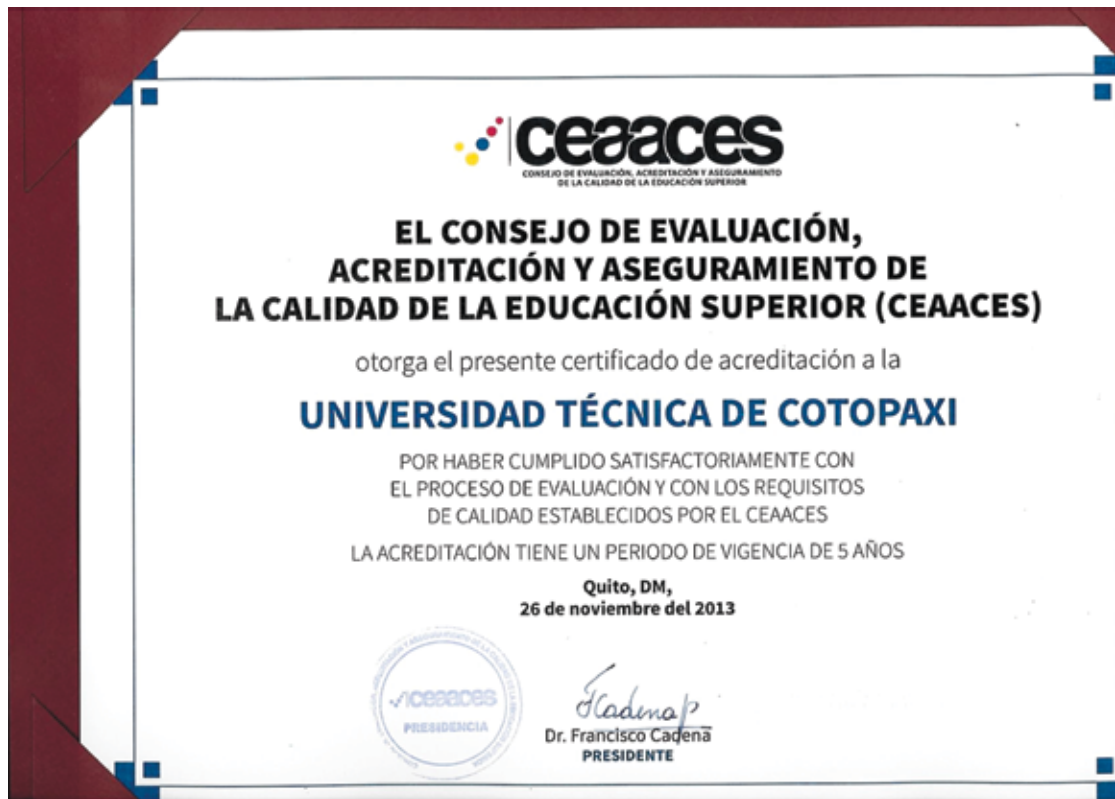 ceaaces
CONSEJO DE EVALUACIÓN, ACREDITACIÓN Y ASEGURAMIENTO
DE LA CALIDAD DE LA EDUCACIÓN SUPERIOR
EL CONSEJO DE EVALUACIÓN,
ACREDITACIÓN Y ASEGURAMIENTO DE
LA CALIDAD DE LA EDUCACIÓN SUPERIOR (CEAACES)
otorga el presente certificado de acreditación a la
UNIVERSIDAD TÉCNICA DE COTOPAXI
POR HABER CUMPLIDO SATISFACTORIAMENTE CON
EL PROCESO DE EVALUACIÓN Y CON LOS REQUISITOS
DE CALIDAD ESTABLECIDOS POR EL CEAACES
LA ACREDITACIÓN TIENE UN PERIODO DE VIGENCIA DE 5 AÑOS
Quito, DM,
26 de noviembre del 2013
ceaaces
PRESIDENCIA
Dr. Francisco Cadena
PRESIDENTE